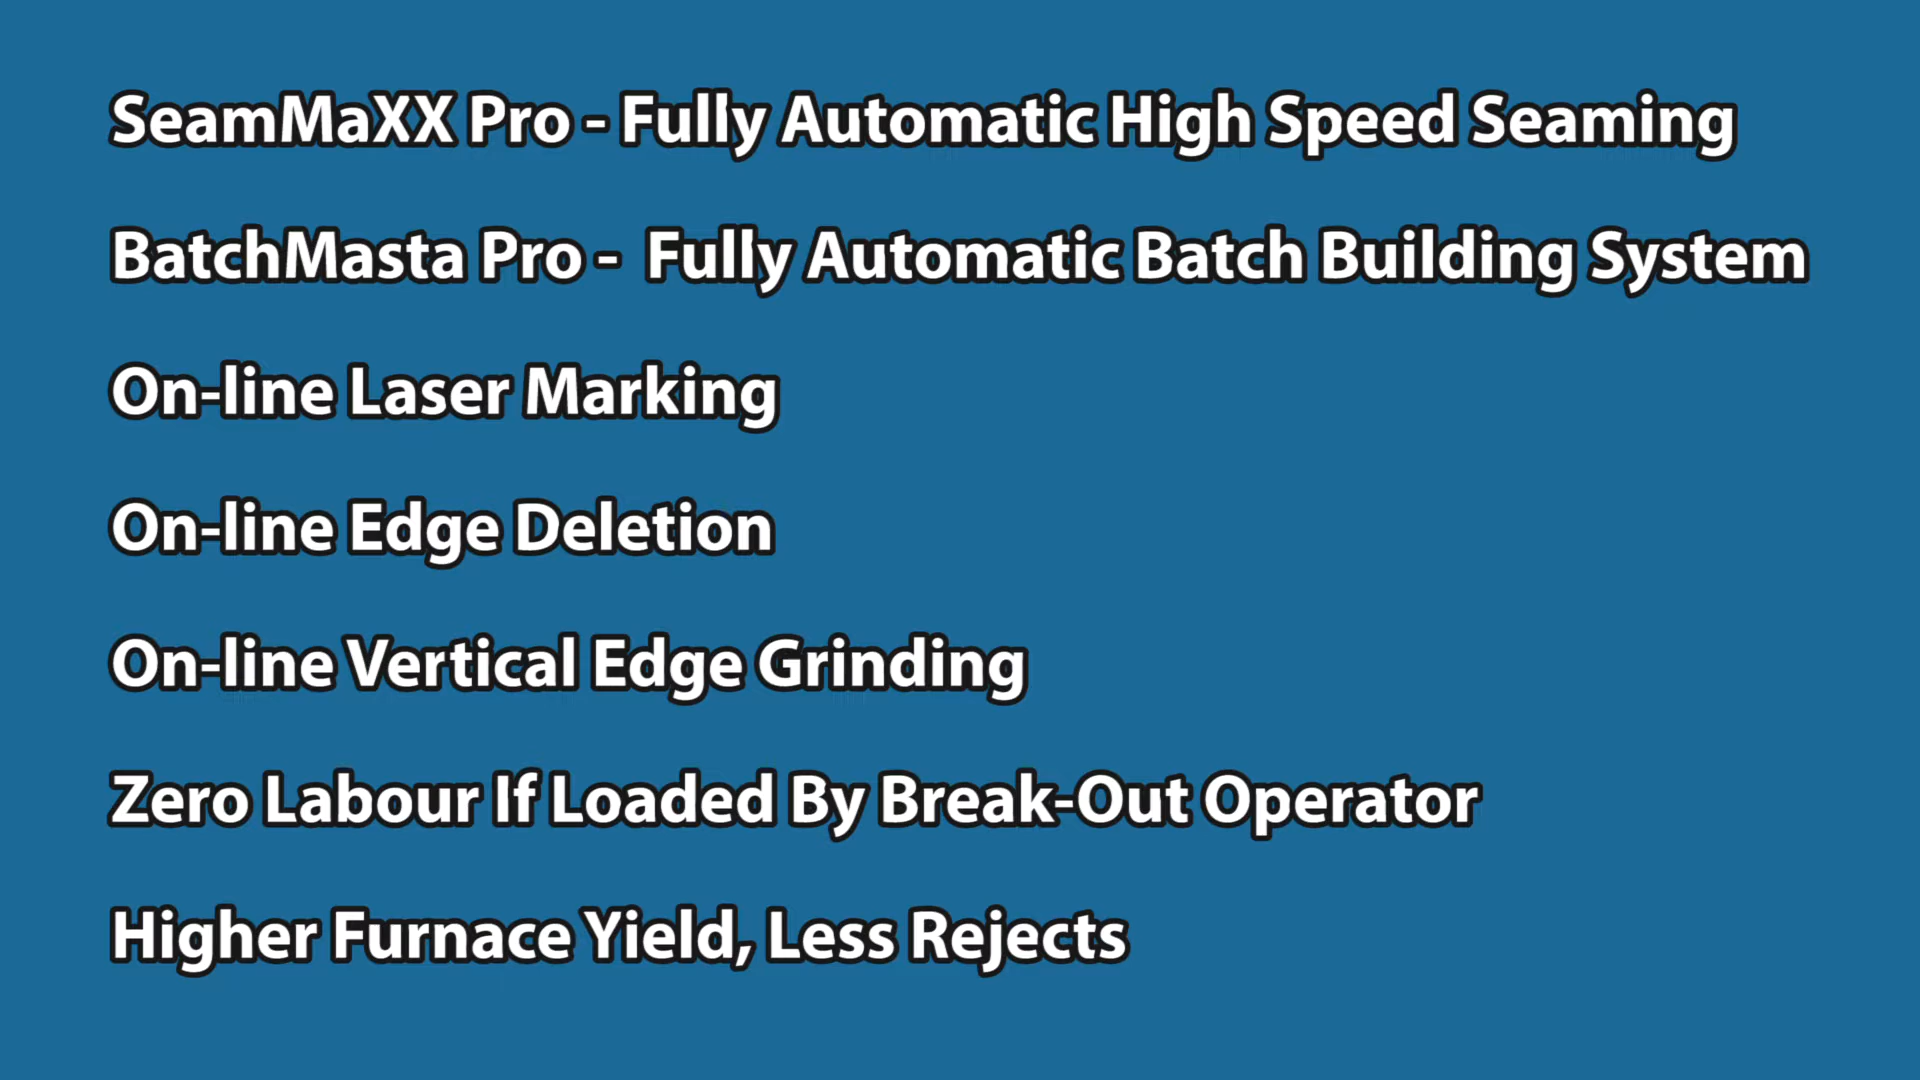 SeamMaXX Pro - Fully Automatic High Speed Seaming
BatchMasta Pro - Fully Automatic Batch Building System
On-line Laser Marking
On-line Edge Deletion
On-line Vertical Edge Grinding
Zero Labour If Loaded By Break-Out Operator
Higher Furnace Yield, Less Rejects